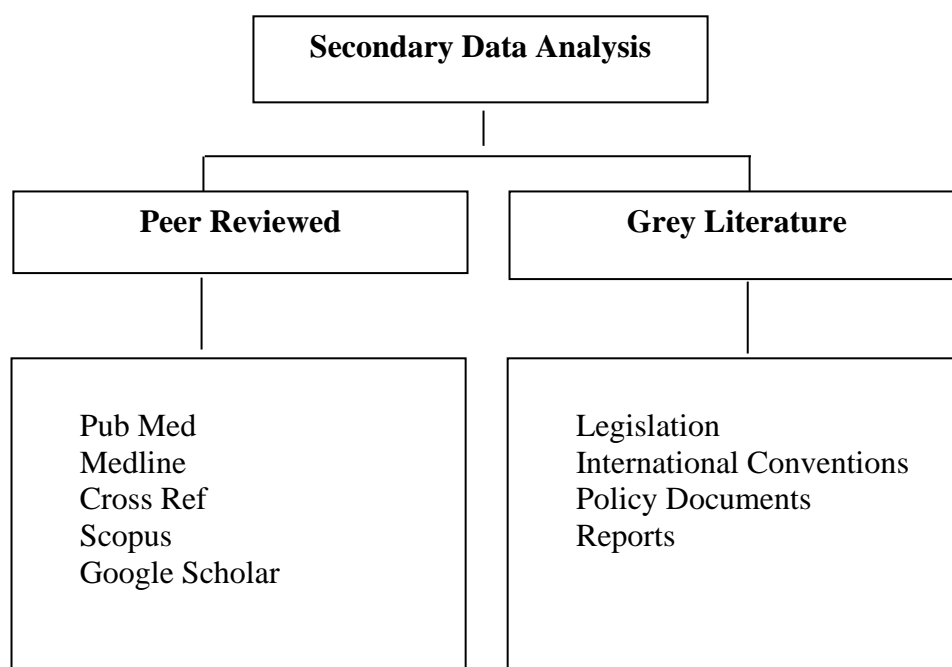 Secondary Data Analysis
Peer Reviewed
Grey Literature
Pub Med
Medline
Cross Ref
Scopus
Google Scholar
Legislation
International Conventions
Policy Documents
Reports